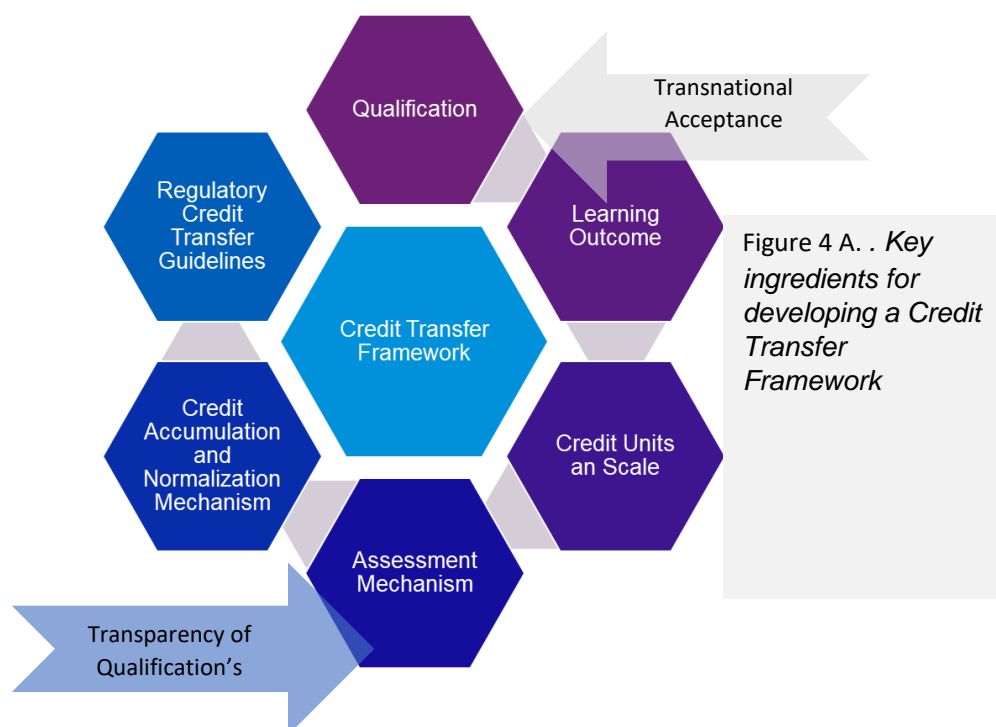 Qualification
Transnational
Acceptance
Regulatory
Credit
Transfer
Guidelines
Learning
Outcome
Figure 4 A. . Key
ingredients for
developing a Credit
Transfer
Framework
Credit Transfer
Framework
Credit
Accumulation
and
Normalization
Mechanism
Credit Units
an Scale
Assessment
Mechanism
Transparency of
Qualification’s